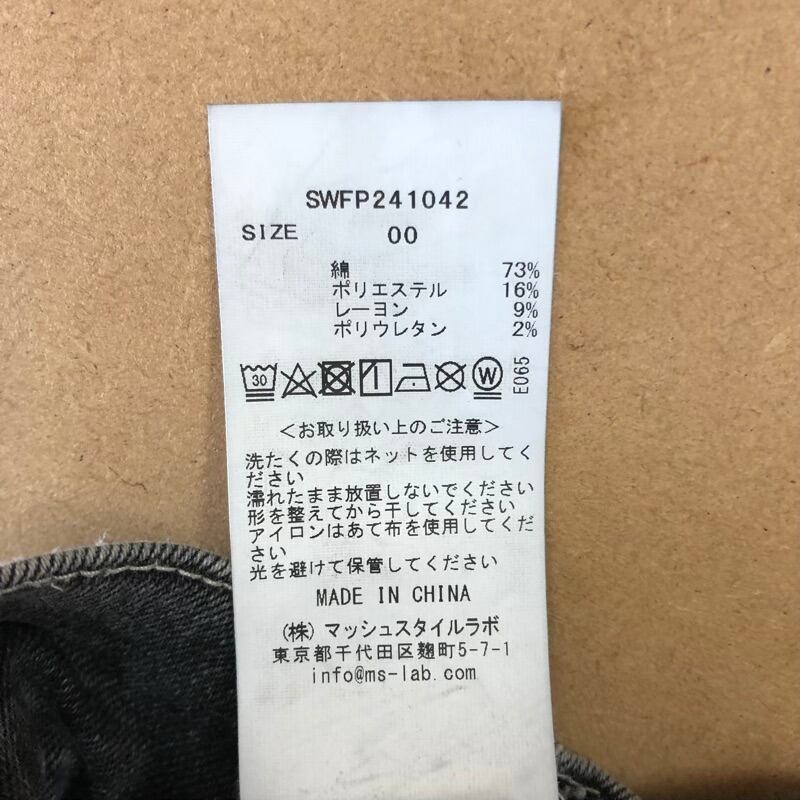 SWFP241042
SIZE 00
綿 73%
ポリエステル 16%
レーヨン 9%
ポリウレタン 2%
30 W E065
＜お取り扱い上のご注意＞
洗たくの際はネットを使用してく
ださい
濡れたまま放置しないでください
形を整えてから干してください
アイロンはあて布を使用してくだ
さい
光を避けて保管してください
MADE IN CHINA
(株) マッシュスタイルラボ
東京都千代田区麹町5-7-1
info@ms-lab.com